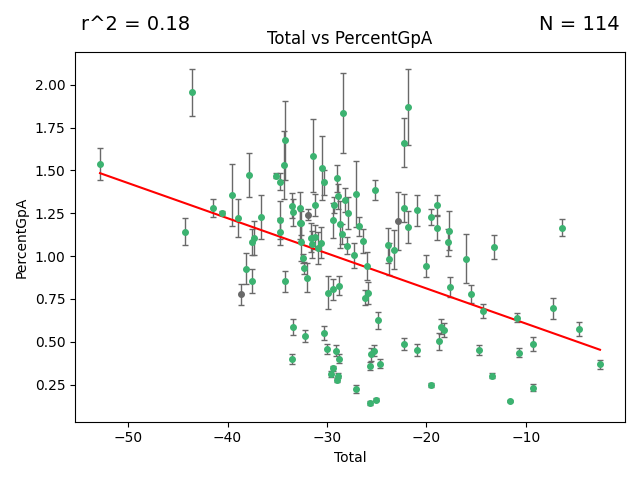 r^2 = 0.18 N = 114
Total vs PercentGpA
PercentGpA
2.00
1.75
1.50
1.25
1.00
0.75
0.50
0.25
−50 −40 −30 −20 −10
Total